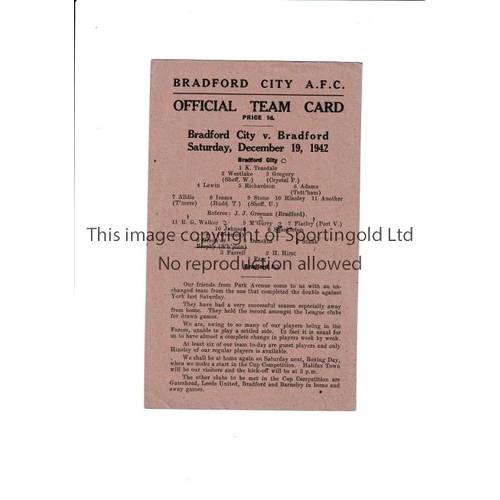 BRADFORD CITY A.F.C.
OFFICIAL TEAM CARD
PRICE 1d.
Bradford City v. Bradford
Saturday, December 19, 1942
Bradford City
1 K. Teasdale
2 Westlake 3 Gregory
(Sheff. W.) (Crystal P.)
4 Lewin 5 Richardson 6 Adams
(Tott'ham)
7 Alldis 8 Isaacs 9 Stone 10 Hinsley 11 Another
(T'more) (Hudd. T.) (Sheff. U.)
Referee: J. J. Greenan (Bradford).
11 R. G. Walker 9 M'Garry 7 Flatley (Port V.)
10 Johnson
3 Farrell 2 H. Hirst
This image copyright of Sportingold Ltd
No reproduction allowed
Our friends from Park Avenue come to us with an un-
changed team from the one that completed the double against
York last Saturday.
They have had a very successful season especially away
from home. They hold the record amongst the League clubs
for drawn games.
We are, owing to so many of our players being in the
Forces, unable to play a settled side. In fact it is usual for
us to have almost a complete change in players week by week.
At least six of our team to-day are guest players and only
Hinsley of our regular players is available.
We shall be at home again on Saturday next, Boxing Day,
when we make a start in the Cup Competition. Halifax Town
will be our visitors and the kick-off will be at 3 p.m.
The other clubs to be met in the Cup Competition are
Gateshead, Leeds United, Bradford and Barnsley in home and
away games.